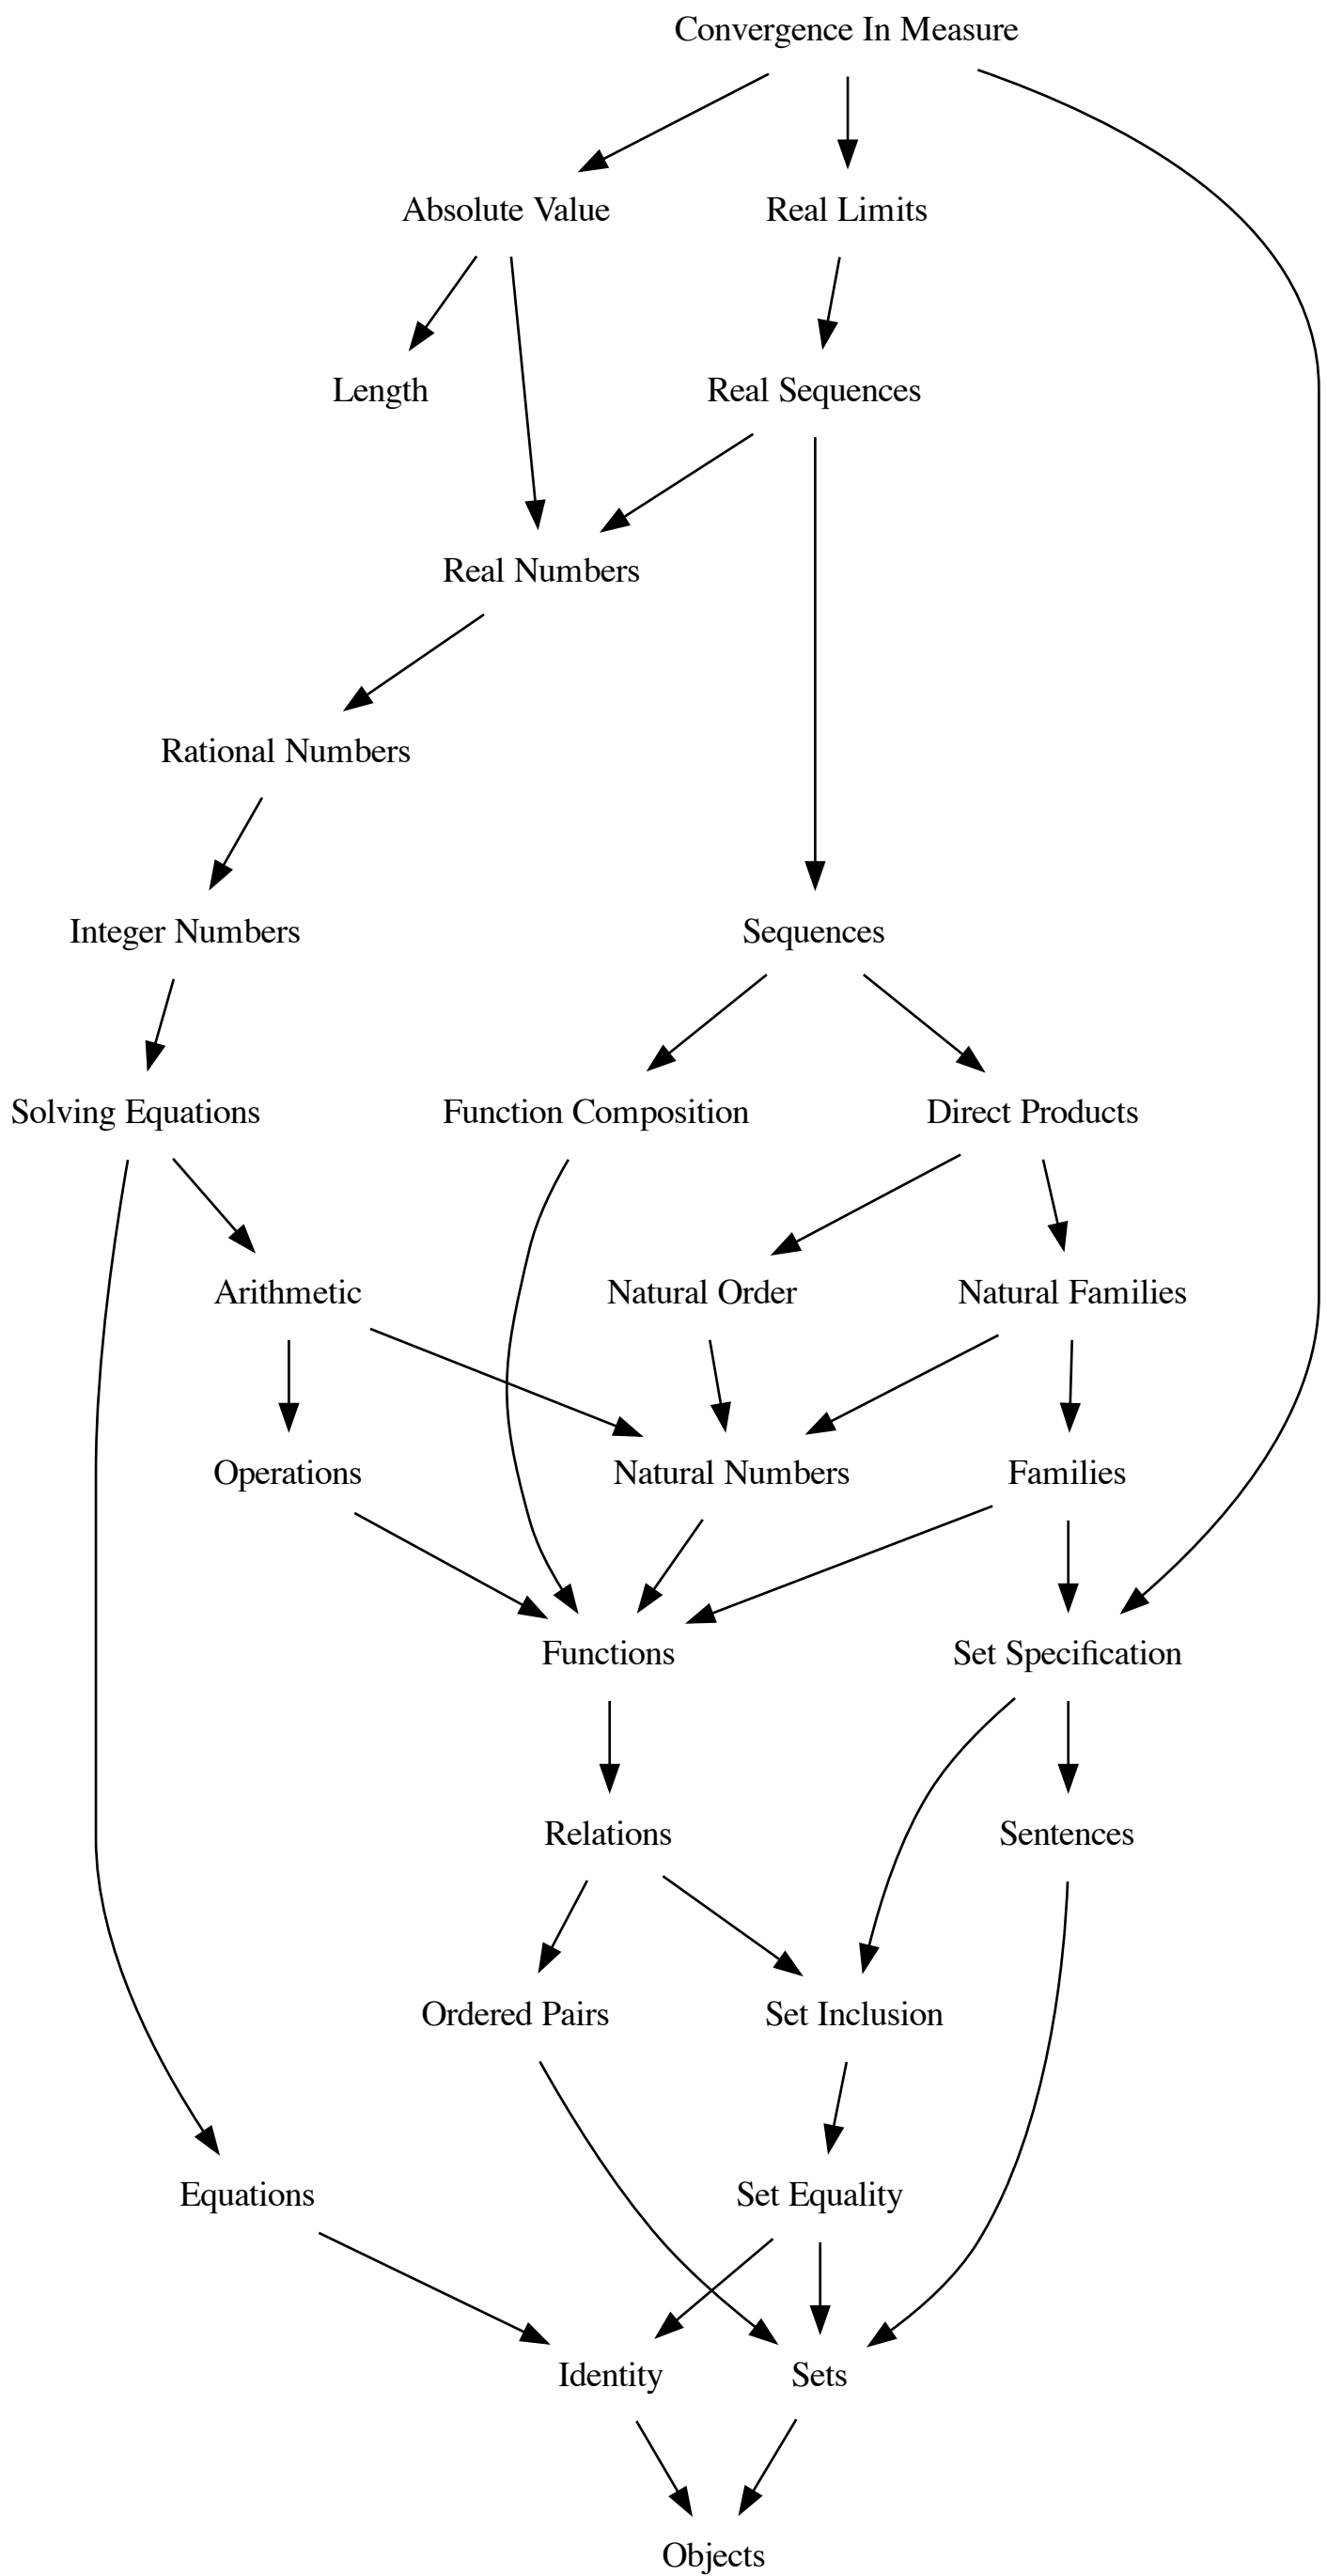 Convergence In Measure
Absolute Value
Real Limits
Length
Real Sequences
Real Numbers
Rational Numbers
Integer Numbers
Sequences
Solving Equations
Function Composition
Direct Products
Arithmetic
Natural Order
Natural Families
Operations
Natural Numbers
Families
Functions
Set Specification
Relations
Sentences
Ordered Pairs
Set Inclusion
Equations
Set Equality
Identity
Sets
Objects